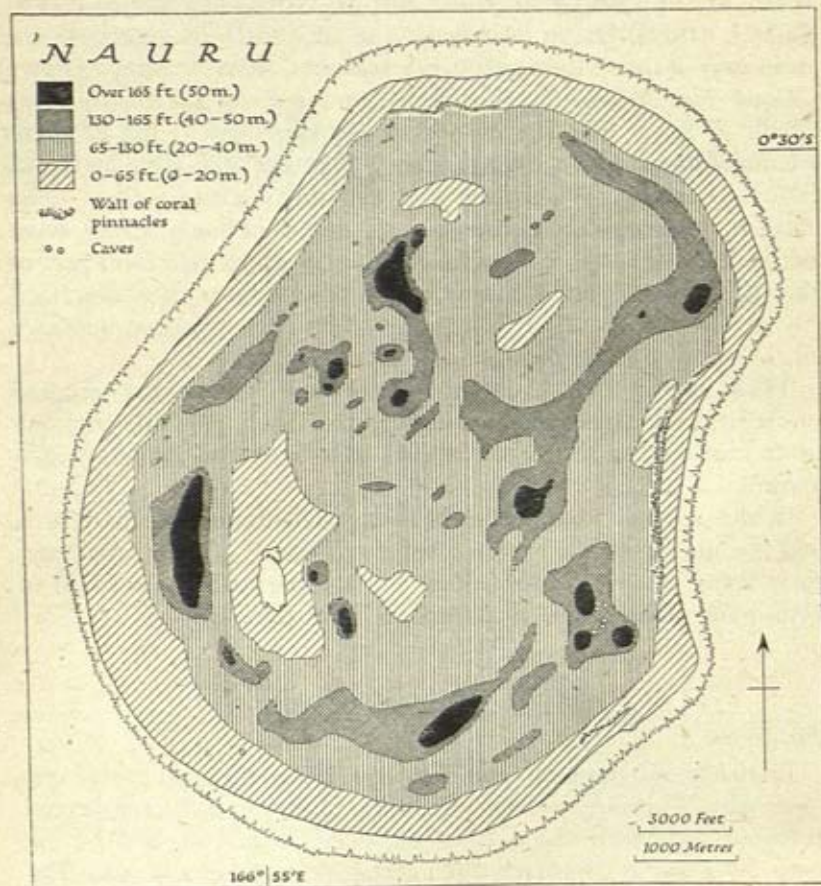 'NAURU
Over 165 ft. (50 m.)
130-165 ft. (40-50 m.)
65-130 ft. (20-40 m.)
0-65 ft. (0-20 m.)
Wall of coral
pinnacles
Caves
0°30'S
3000 Feet
1000 Metres
166° 55'E